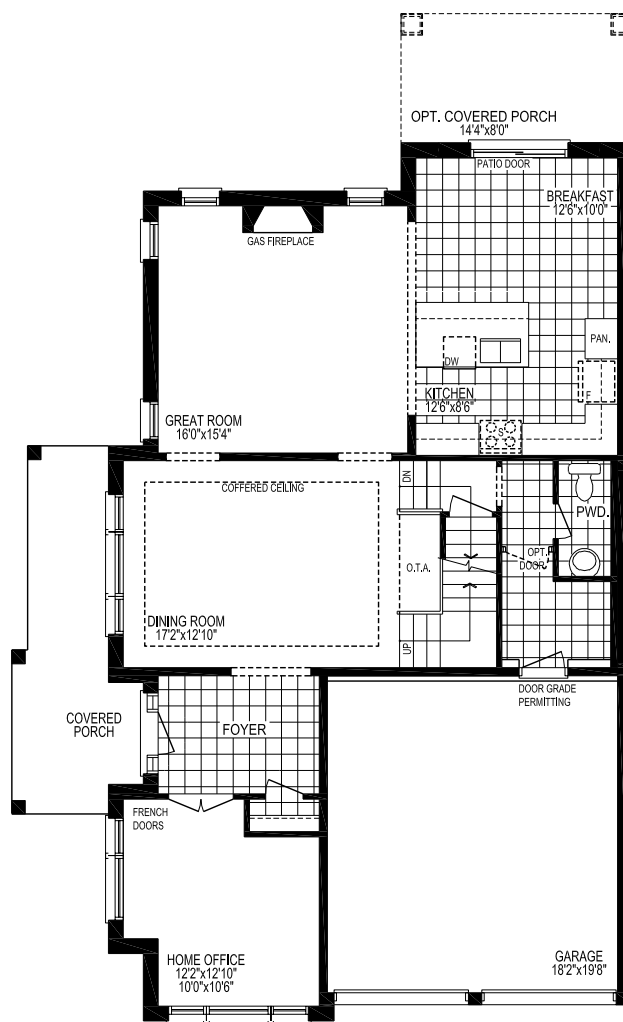 OPT. COVERED PORCH
14'4"x8'0"
PATIO DOOR
BREAKFAST
12'6"x10'0"
GAS FIREPLACE
PAN.
DW
F
KITCHEN
12'6"x8'6"
S
GREAT ROOM
16'0"x15'4"
COFFERED CEILING
DN
PWD.
OPT.
DOOR
O.T.A.
DINING ROOM
17'2"x12'10"
UP
DOOR GRADE
PERMITTING
COVERED
PORCH
FOYER
FRENCH
DOORS
HOME OFFICE
12'2"x12'10"
10'0"x10'6"
GARAGE
18'2"x19'8"